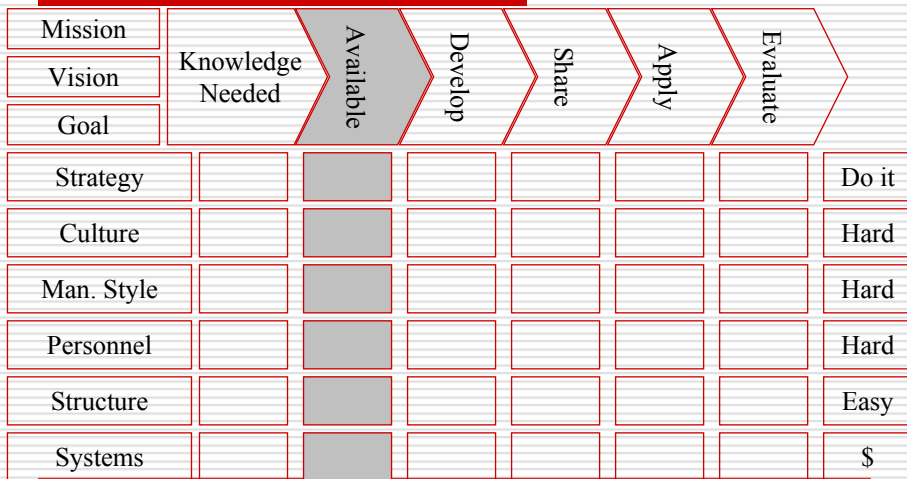 Mission
Vision
Goal
Knowledge
Needed
Available
Develop
Share
Apply
Evaluate
Strategy
Do it
Culture
Hard
Man. Style
Hard
Personnel
Hard
Structure
Easy
Systems
$